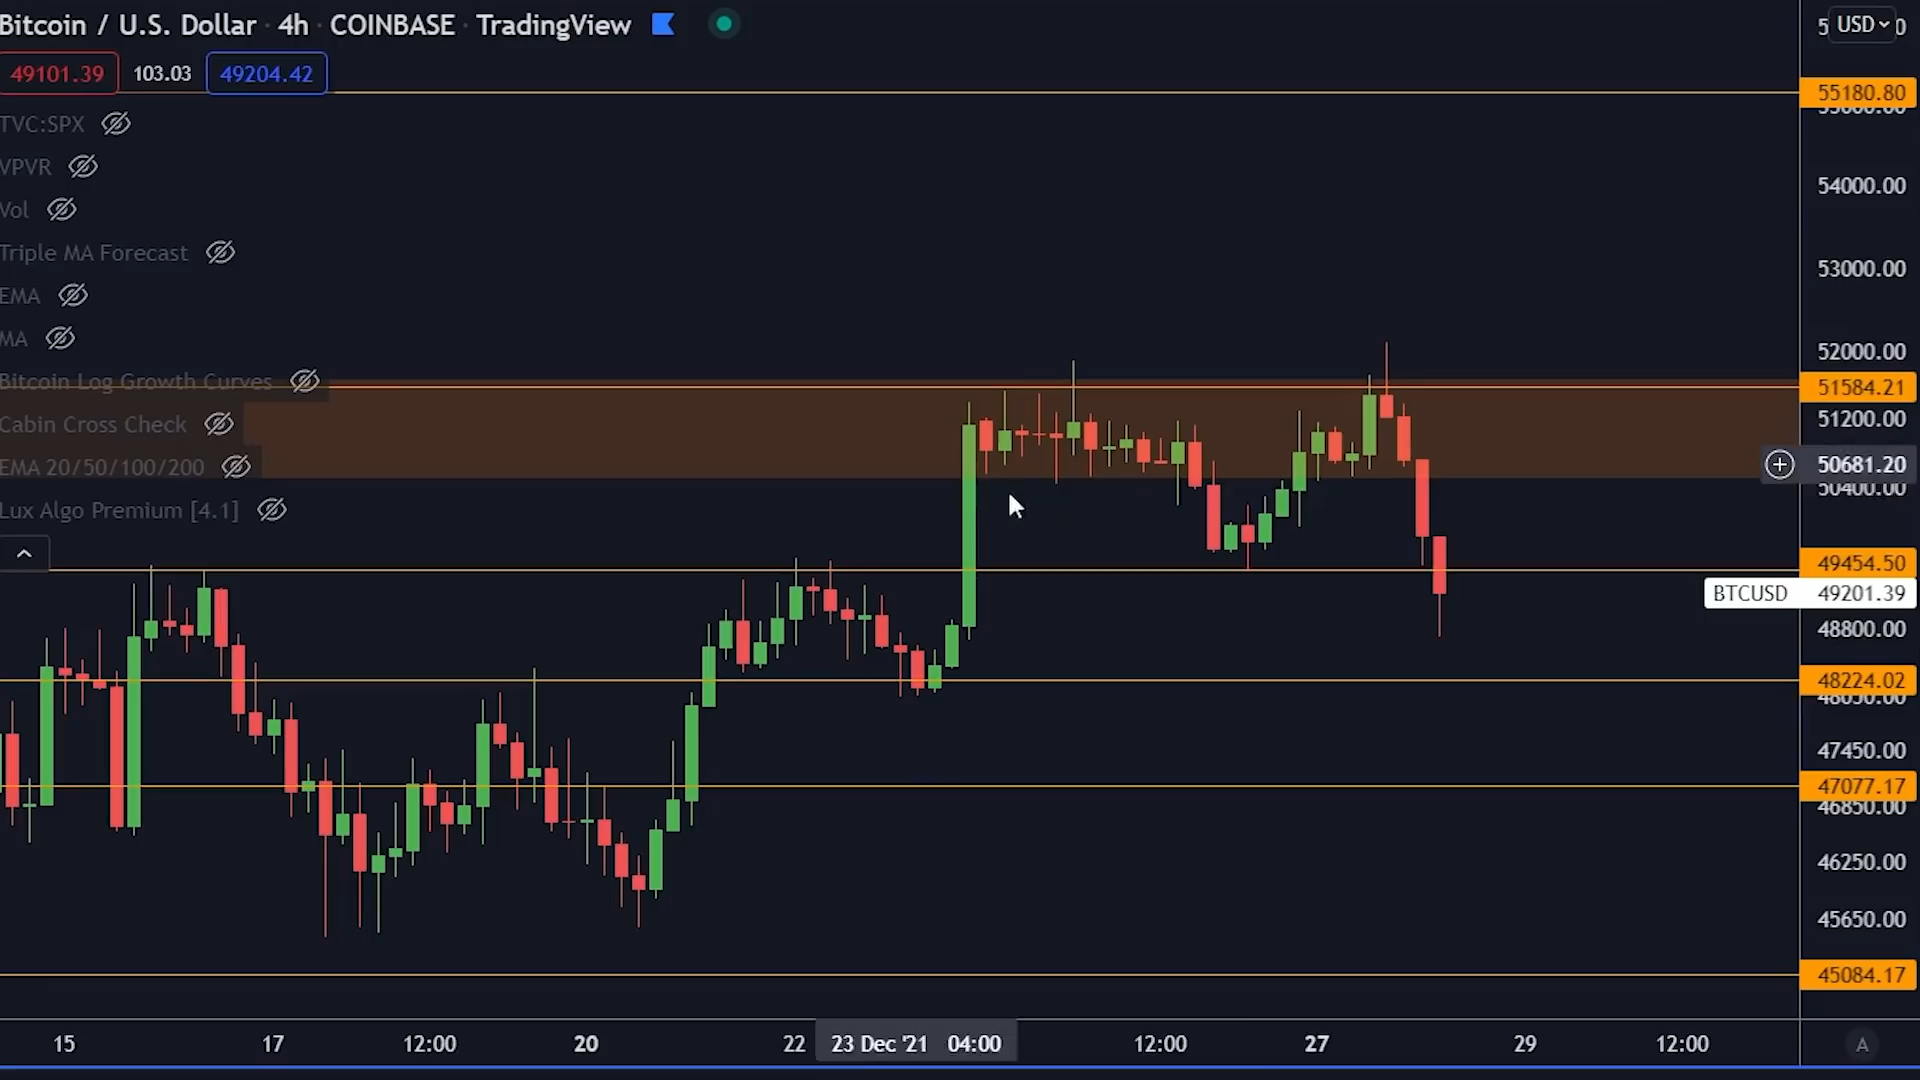 Bitcoin / U.S. Dollar · 4h · COINBASE · TradingView
USD
49101.39 103.03 49204.42
55180.80
TVC:SPX
VPVR
54000.00
Vol
Triple MA Forecast
53000.00
EMA
MA
52000.00
Bitcoin Log Growth Curves
51584.21
Cabin Cross Check
51200.00
EMA 20/50/100/200
50681.20
50400.00
Lux Algo Premium [4.1]
49454.50
BTCUSD 49201.39
48800.00
48224.02
47450.00
47077.17
46850.00
46250.00
45650.00
45084.17
15 17 12:00 20 22 23 Dec '21 04:00 12:00 27 29 12:00 A